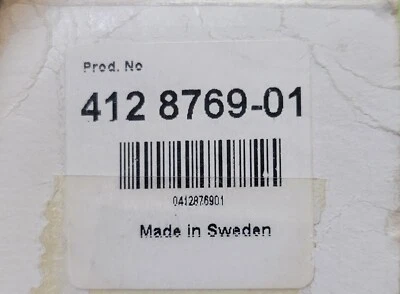 Prod. No
412 8769-01
0412876901
Made in Sweden